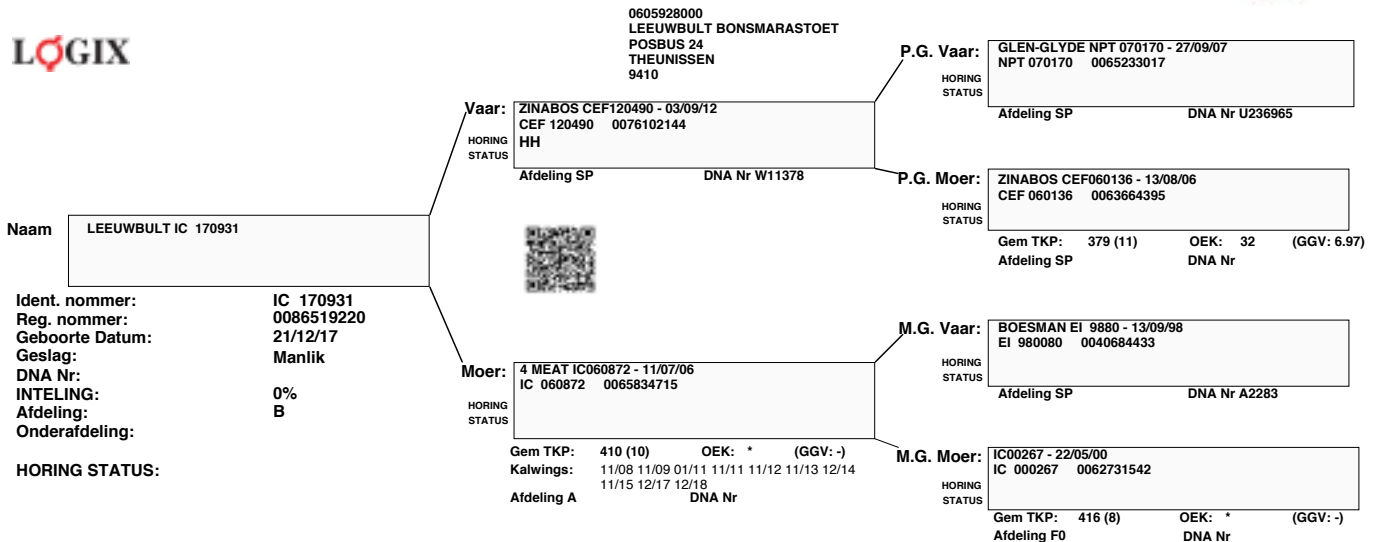 LOGIX
0605928000
LEEUWBULT BONSMARASTOET
POSBUS 24
THEUNISSEN
9410
Naam
LEEUWBULT IC 170931
Ident. nommer: IC 170931
Reg. nommer: 0086519220
Geboorte Datum: 21/12/17
Geslag: Manlik
DNA Nr:
INTELING: 0%
Afdeling: B
Onderafdeling:
HORING STATUS:
Vaar:
ZINABOS CEF120490 - 03/09/12
CEF 120490 0076102144
HORING
STATUS
HH
Afdeling SP DNA Nr W11378
Moer:
4 MEAT IC060872 - 11/07/06
IC 060872 0065834715
HORING
STATUS
Gem TKP: 410 (10) OEK: * (GGV: -)
Kalwings: 11/08 11/09 01/11 11/11 11/12 11/13 12/14
11/15 12/17 12/18
Afdeling A DNA Nr
P.G. Vaar:
GLEN-GLYDE NPT 070170 - 27/09/07
NPT 070170 0065233017
HORING
STATUS
Afdeling SP DNA Nr U236965
P.G. Moer:
ZINABOS CEF060136 - 13/08/06
CEF 060136 0063664395
HORING
STATUS
Gem TKP: 379 (11) OEK: 32 (GGV: 6.97)
Afdeling SP DNA Nr
M.G. Vaar:
BOESMAN EI 9880 - 13/09/98
EI 980080 0040684433
HORING
STATUS
Afdeling SP DNA Nr A2283
M.G. Moer:
IC00267 - 22/05/00
IC 000267 0062731542
HORING
STATUS
Gem TKP: 416 (8) OEK: * (GGV: -)
Afdeling F0 DNA Nr